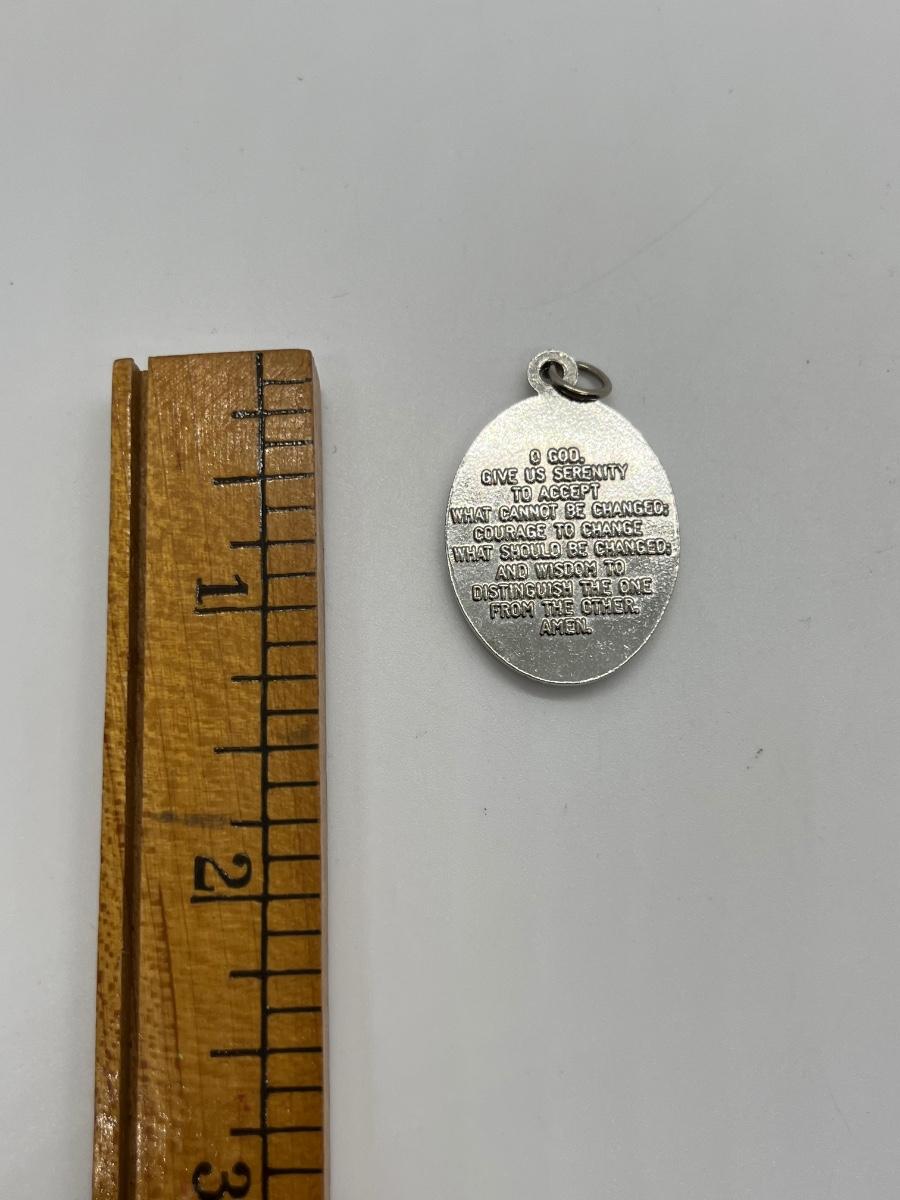 O GOD,
GIVE US SERENITY
TO ACCEPT
WHAT CANNOT BE CHANGED;
COURAGE TO CHANGE
WHAT SHOULD BE CHANGED;
AND WISDOM TO
DISTINGUISH THE ONE
FROM THE OTHER.
AMEN.
1
2
3